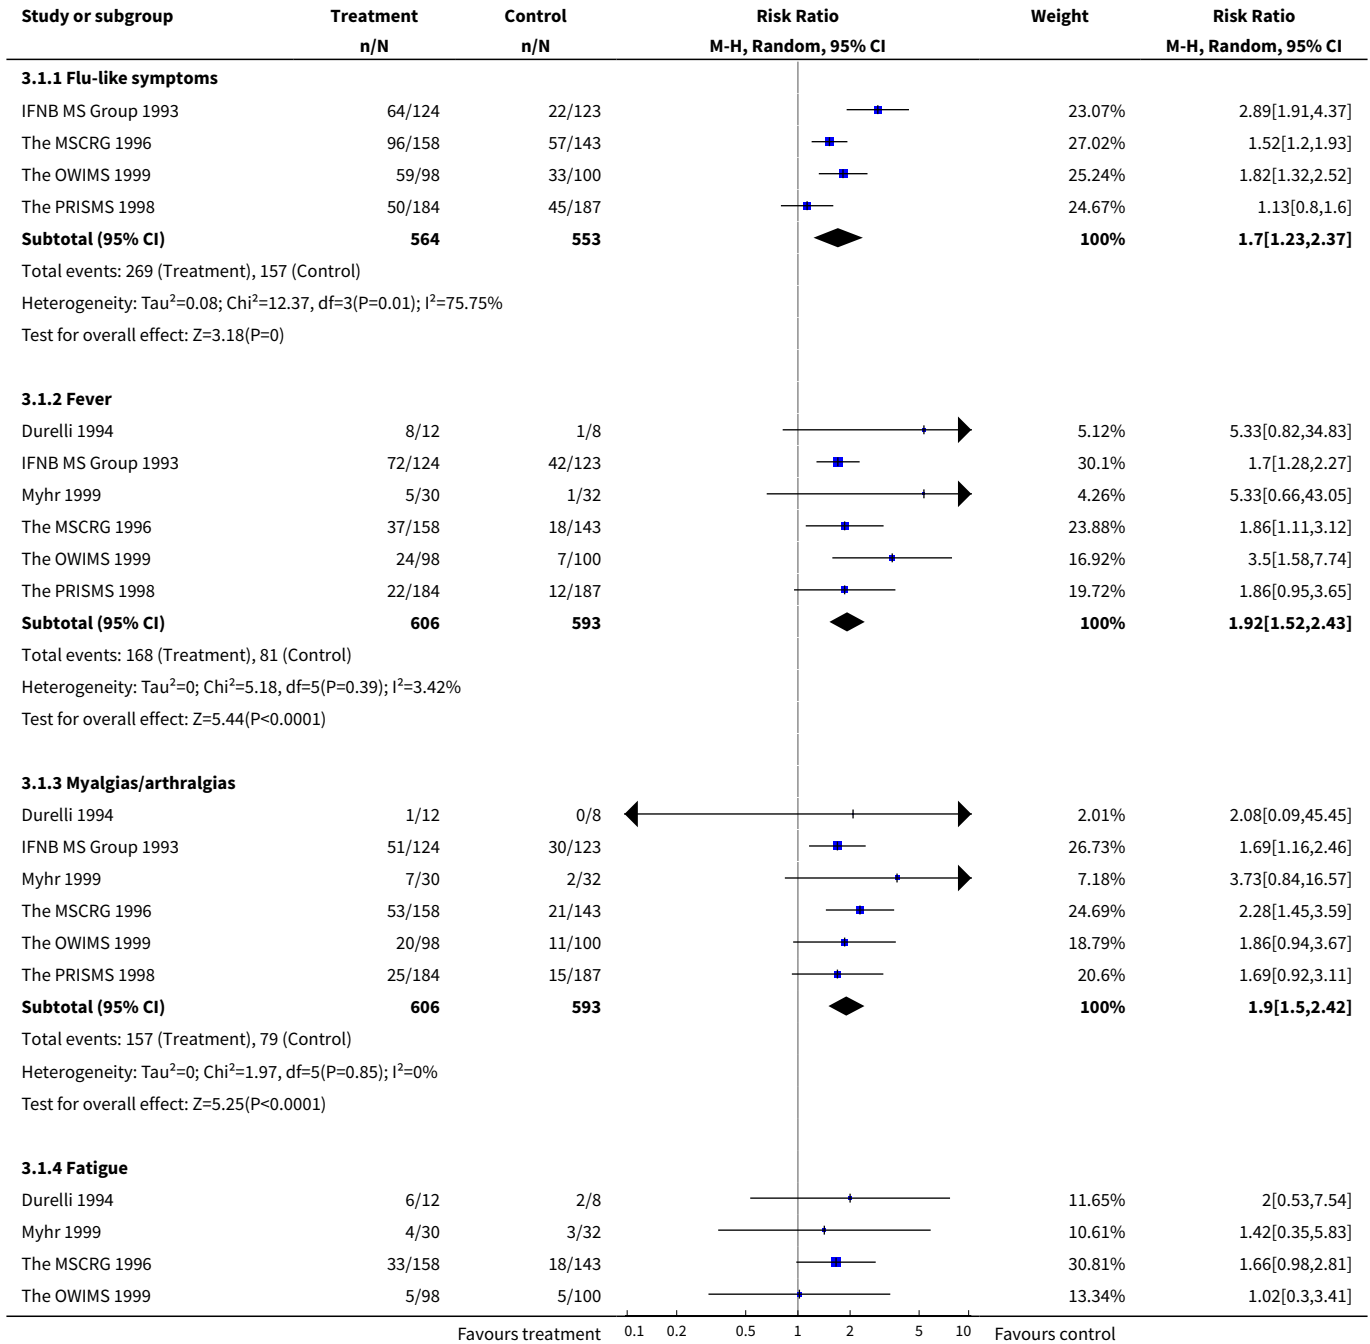 Study or subgroup Treatment Control Risk Ratio Weight Risk Ratio
n/N n/N M-H, Random, 95% CI M-H, Random, 95% CI
3.1.1 Flu-like symptoms
IFNB MS Group 1993 64/124 22/123 23.07% 2.89[1.91,4.37]
The MSCRG 1996 96/158 57/143 27.02% 1.52[1.2,1.93]
The OWIMS 1999 59/98 33/100 25.24% 1.82[1.32,2.52]
The PRISMS 1998 50/184 45/187 24.67% 1.13[0.8,1.6]
Subtotal (95% CI) 564 553 100% 1.7[1.23,2.37]
Total events: 269 (Treatment), 157 (Control)
Heterogeneity: Tau²=0.08; Chi²=12.37, df=3(P=0.01); I²=75.75%
Test for overall effect: Z=3.18(P=0)
3.1.2 Fever
Durelli 1994 8/12 1/8 5.12% 5.33[0.82,34.83]
IFNB MS Group 1993 72/124 42/123 30.1% 1.7[1.28,2.27]
Myhr 1999 5/30 1/32 4.26% 5.33[0.66,43.05]
The MSCRG 1996 37/158 18/143 23.88% 1.86[1.11,3.12]
The OWIMS 1999 24/98 7/100 16.92% 3.5[1.58,7.74]
The PRISMS 1998 22/184 12/187 19.72% 1.86[0.95,3.65]
Subtotal (95% CI) 606 593 100% 1.92[1.52,2.43]
Total events: 168 (Treatment), 81 (Control)
Heterogeneity: Tau²=0; Chi²=5.18, df=5(P=0.39); I²=3.42%
Test for overall effect: Z=5.44(P<0.0001)
3.1.3 Myalgias/arthralgias
Durelli 1994 1/12 0/8 2.01% 2.08[0.09,45.45]
IFNB MS Group 1993 51/124 30/123 26.73% 1.69[1.16,2.46]
Myhr 1999 7/30 2/32 7.18% 3.73[0.84,16.57]
The MSCRG 1996 53/158 21/143 24.69% 2.28[1.45,3.59]
The OWIMS 1999 20/98 11/100 18.79% 1.86[0.94,3.67]
The PRISMS 1998 25/184 15/187 20.6% 1.69[0.92,3.11]
Subtotal (95% CI) 606 593 100% 1.9[1.5,2.42]
Total events: 157 (Treatment), 79 (Control)
Heterogeneity: Tau²=0; Chi²=1.97, df=5(P=0.85); I²=0%
Test for overall effect: Z=5.25(P<0.0001)
3.1.4 Fatigue
Durelli 1994 6/12 2/8 11.65% 2[0.53,7.54]
Myhr 1999 4/30 3/32 10.61% 1.42[0.35,5.83]
The MSCRG 1996 33/158 18/143 30.81% 1.66[0.98,2.81]
The OWIMS 1999 5/98 5/100 13.34% 1.02[0.3,3.41]
Favours treatment 0.1 0.2 0.5 1 2 5 10 Favours control